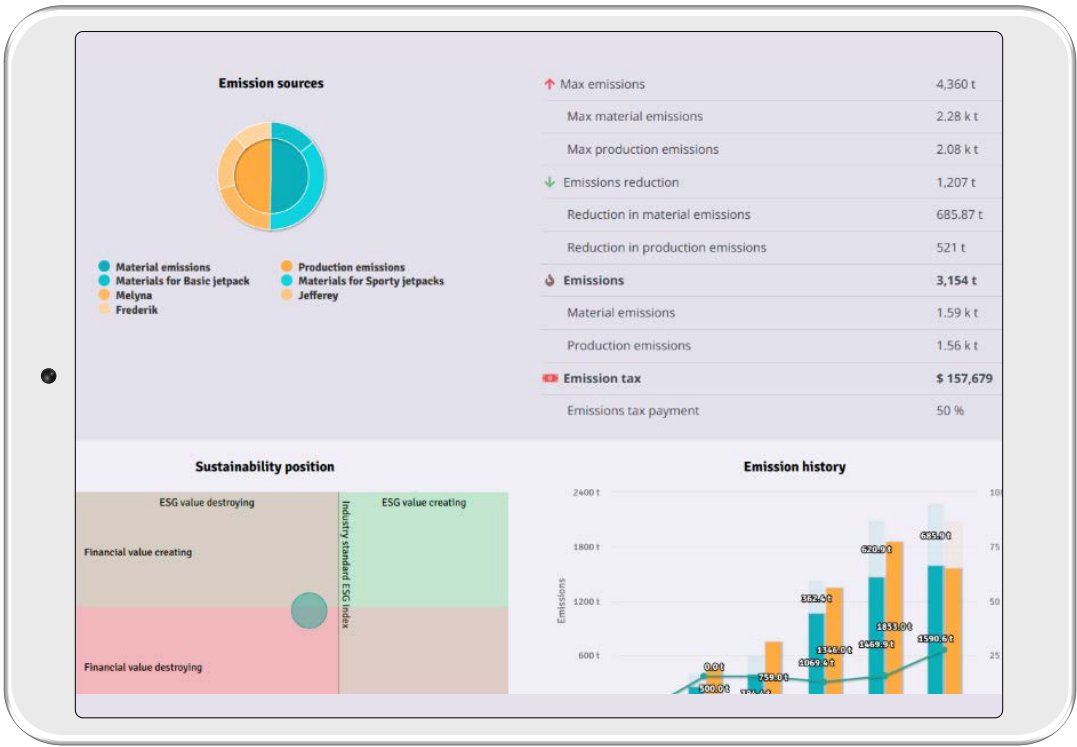 Emission sources
Material emissions
Production emissions
Materials for Basic jetpack
Materials for Sporty jetpacks
Melyna
Jefferey
Frederik
Max emissions 4,360 t
Max material emissions 2.28 k t
Max production emissions 2.08 k t
Emissions reduction 1,207 t
Reduction in material emissions 685.87 t
Reduction in production emissions 521 t
Emissions 3,154 t
Material emissions 1.59 k t
Production emissions 1.56 k t
Emission tax $ 157,679
Emissions tax payment 50 %
Sustainability position
ESG value destroying
ESG value creating
Industry standard ESG index
Financial value creating
Financial value destroying
Emission history
Emissions
2400 t
1800 t
1200 t
600 t
75
50
25
685.9 t
620.9 t
362.4 t
1853.0 t
1590.6 t
1346.0 t
1469.9 t
1069.4 t
0.0 t
759.0 t
500.0 t